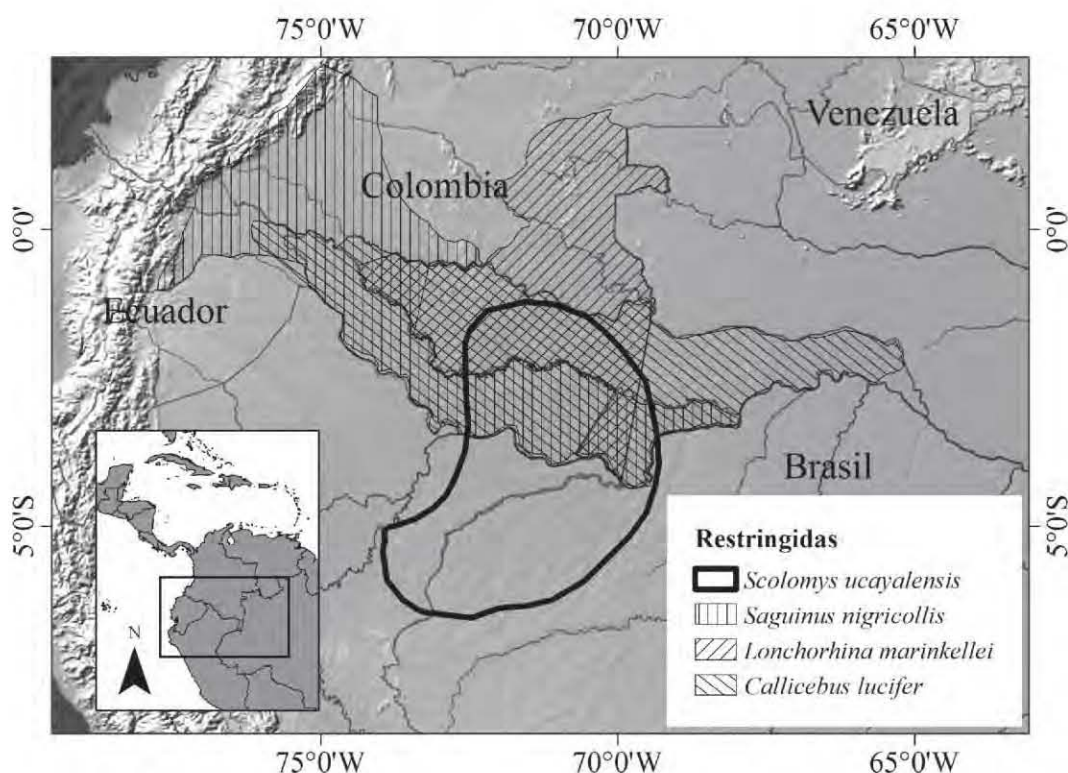 75°0'W 70°0'W 65°0'W
Venezuela
Colombia
0°0' 0°0'
Ecuador
Brasil
5°0'S 5°0'S
N
Restringidas
Scolomys ucayalensis
Saguinus nigricollis
Lonchorhina marinkellei
Callicebus lucifer
75°0'W 70°0'W 65°0'W